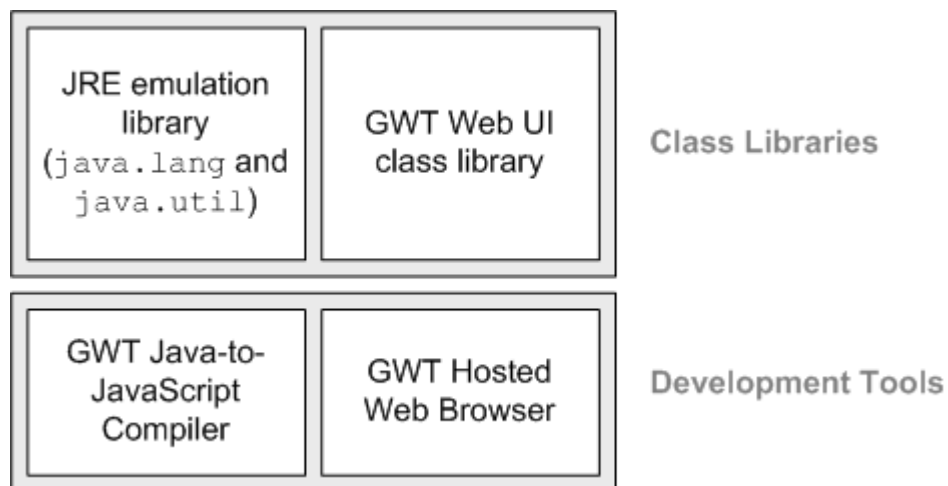 JRE emulation
library
(java.lang and
java.util)
GWT Web UI
class library
Class Libraries
GWT Java-to-
JavaScript
Compiler
GWT Hosted
Web Browser
Development Tools